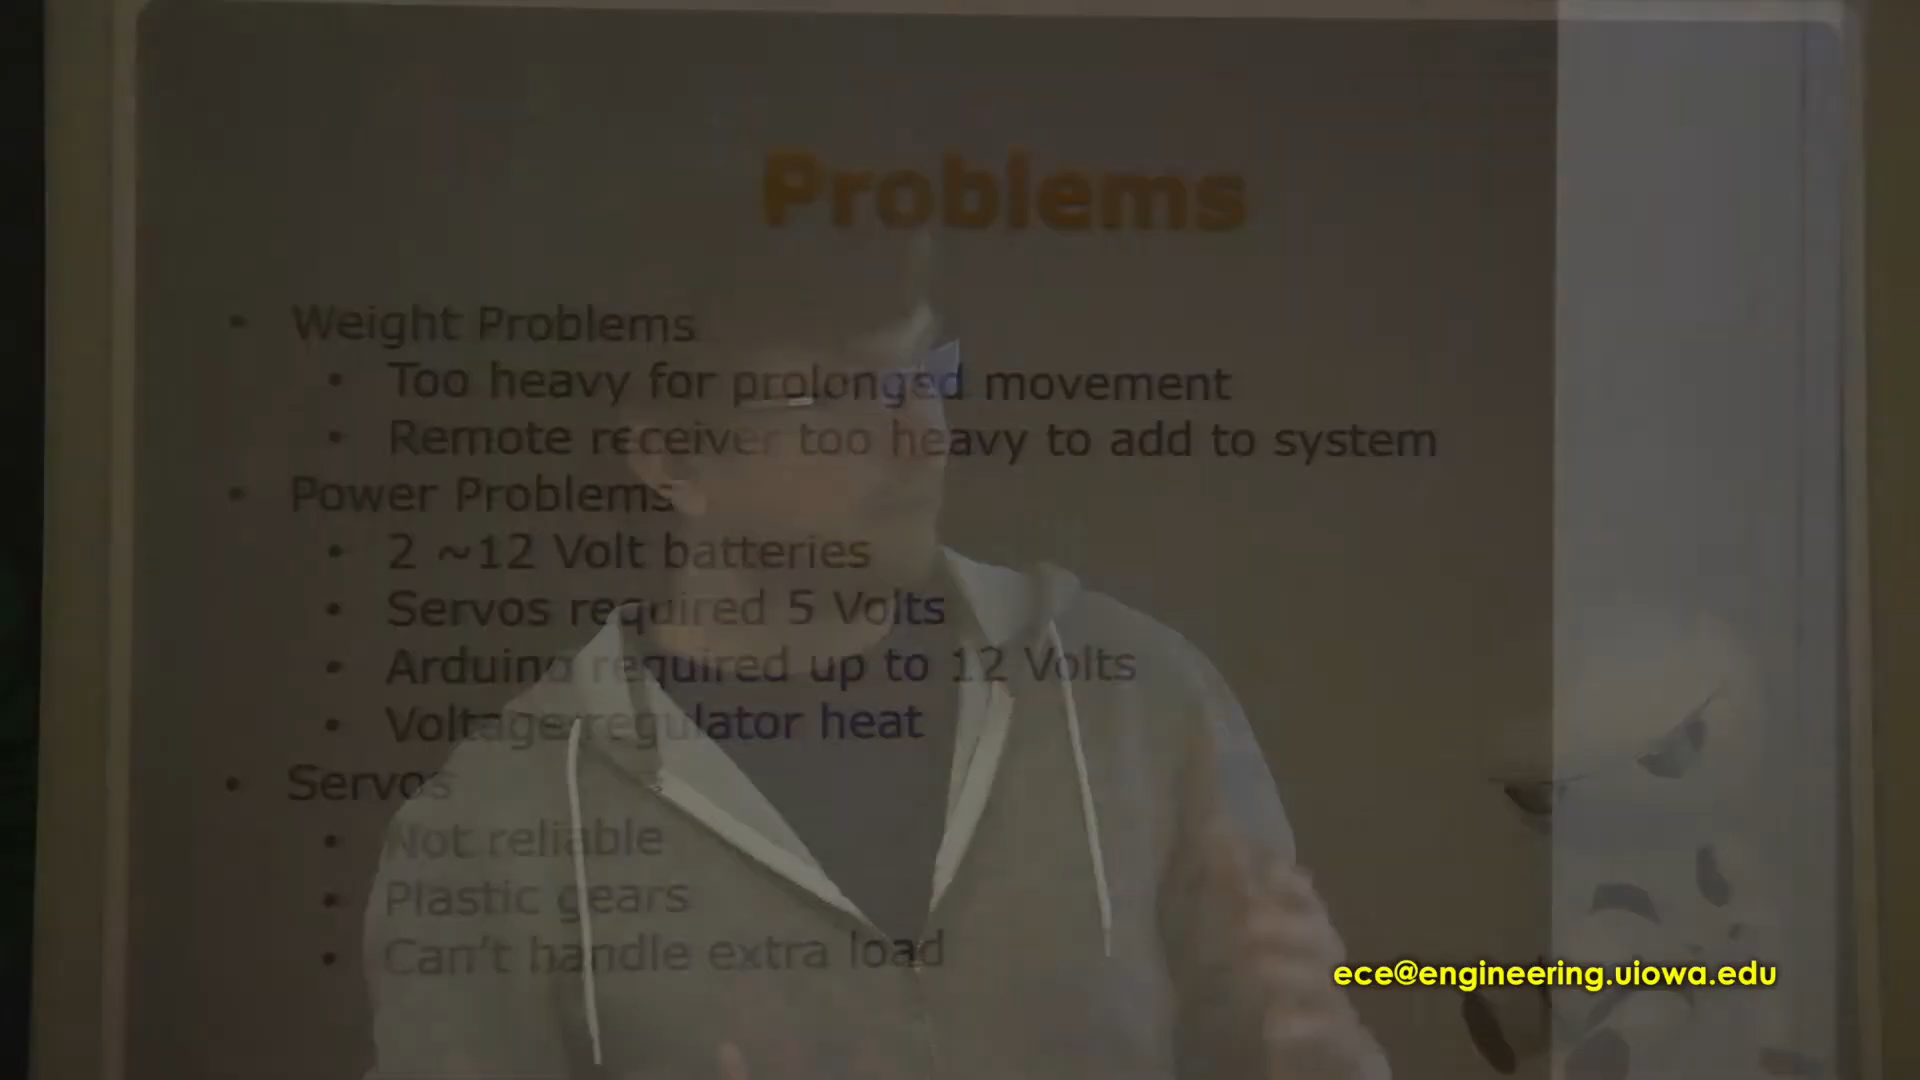 Problems
• Weight Problems
• Too heavy for prolonged movement
• Remote receiver too heavy to add to system
• Power Problems
• 2 ~12 Volt batteries
• Servos required 5 Volts
• Arduino required up to 12 Volts
• Voltage regulator heat
• Servos
• Not reliable
• Plastic gears
• Can't handle extra load
ece@engineering.uiowa.edu